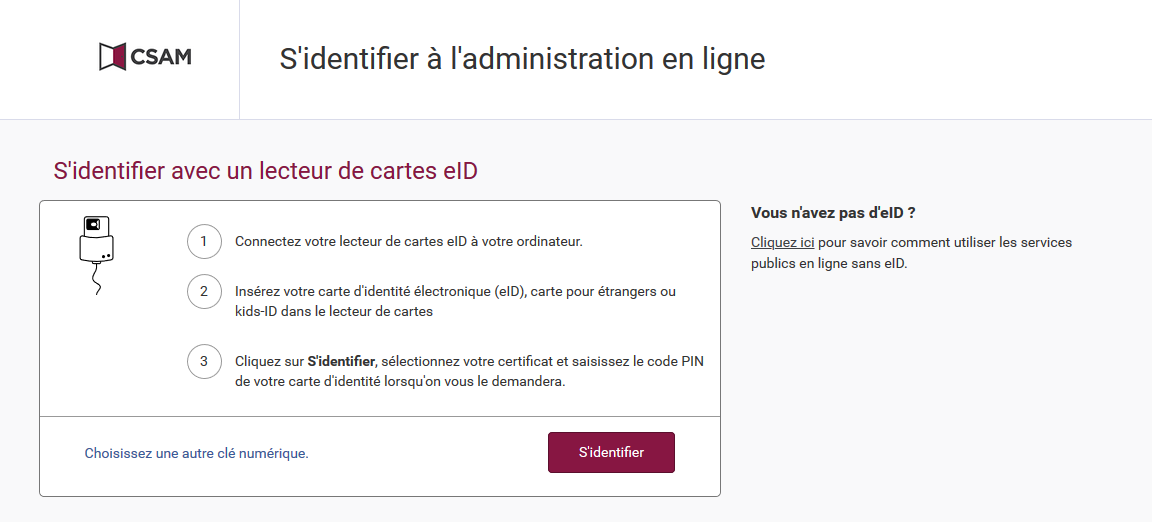 CSAM
S'identifier à l'administration en ligne
S'identifier avec un lecteur de cartes eID
1
Connectez votre lecteur de cartes eID à votre ordinateur.
2
Insérez votre carte d'identité électronique (eID), carte pour étrangers ou
kids-ID dans le lecteur de cartes
3
Cliquez sur S'identifier, sélectionnez votre certificat et saisissez le code PIN
de votre carte d'identité lorsqu'on vous le demandera.
Choisissez une autre clé numérique.
S'identifier
Vous n'avez pas d'eID ?
Cliquez ici pour savoir comment utiliser les services
publics en ligne sans eID.